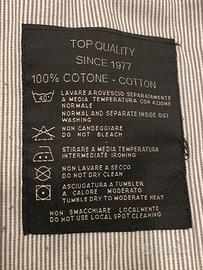 TOP QUALITY
SINCE 1977
100% COTONE - COTTON
LAVARE A ROVESCIO SEPARATAMENTE
A MEDIA TEMPERATURA CON AZIONE
NORMALE
NORMAL AND SEPARATE INSIDE OUT
WASHING
NON CANDEGGIARE
DO NOT BLEACH
STIRARE A MEDIA TEMPERATURA
INTERMEDIATE IRONING
NON LAVARE A SECCO
DO NOT DRY CLEAN
ASCIUGATURA A TUMBLER
A CALORE MODERATO
TUMBLE DRY TO MODERATE HEAT
NON SMACCHIARE LOCALMENTE
DO NOT USE LOCAL SPOT CLEANING